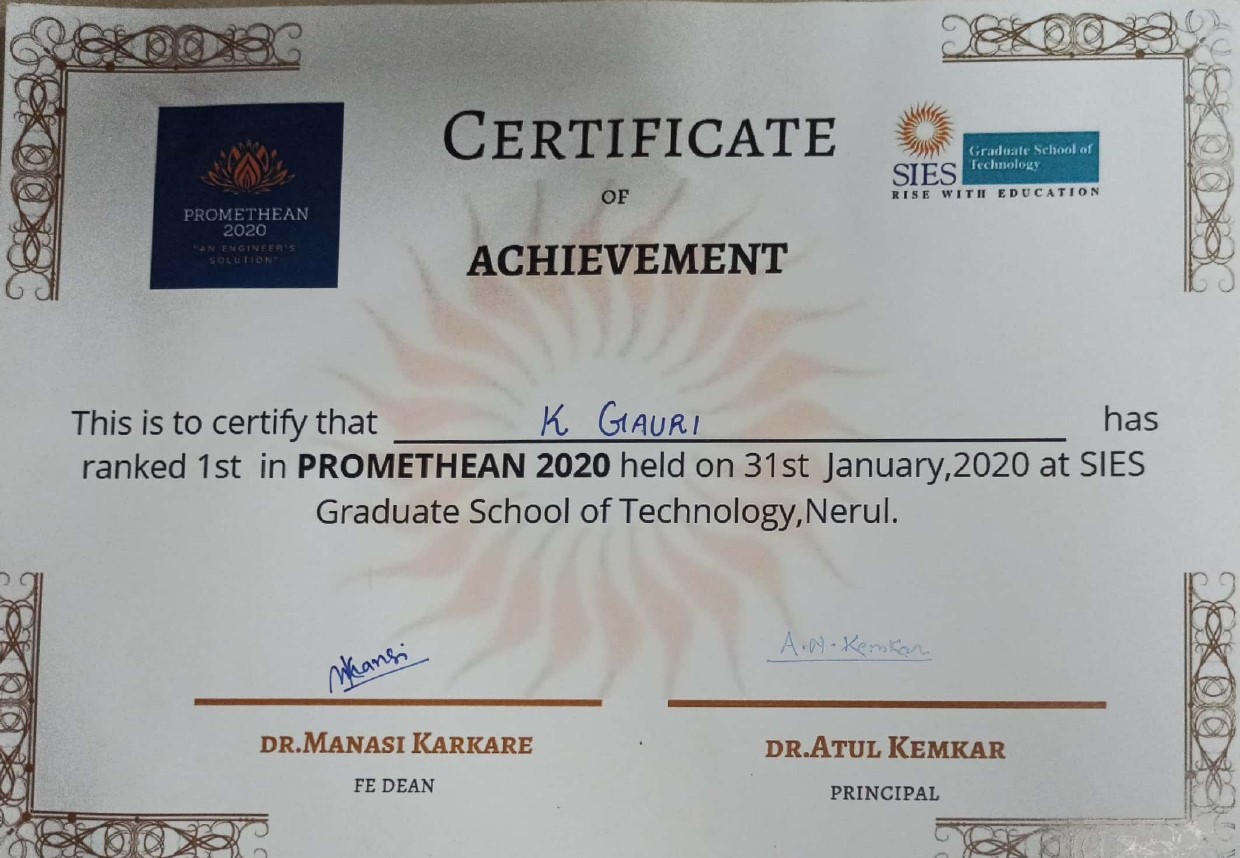 PROMETHEAN
2020
"AN ENGINEER'S
SOLUTION"
CERTIFICATE
OF
ACHIEVEMENT
SIES
Graduate School of
Technology
RISE WITH EDUCATION
This is to certify that K GAURI has
ranked 1st in PROMETHEAN 2020 held on 31st January,2020 at SIES
Graduate School of Technology,Nerul.
A.N.Kemkar
DR.MANASI KARKARE
FE DEAN
DR.ATUL KEMKAR
PRINCIPAL